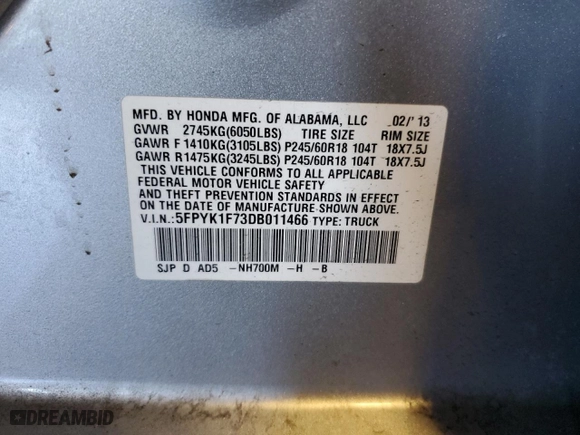 MFD. BY HONDA MFG. OF ALABAMA, LLC 02/' 13
GVWR 2745KG(6050LBS) TIRE SIZE RIM SIZE
GAWR F 1410KG(3105LBS) P245/60R18 104T 18X7.5J
GAWR R1475KG(3245LBS) P245/60R18 104T 18X7.5J
THIS VEHICLE CONFORMS TO ALL APPLICABLE
FEDERAL MOTOR VEHICLE SAFETY
AND THEFT PREVENTION STANDARDS IN EFFECT
ON THE DATE OF MANUFACTURE SHOWN ABOVE.
V.I.N.:5FPYK1F73DB011466 TYPE: TRUCK
SJP D AD5 -NH700M -H -B
DREAMBID